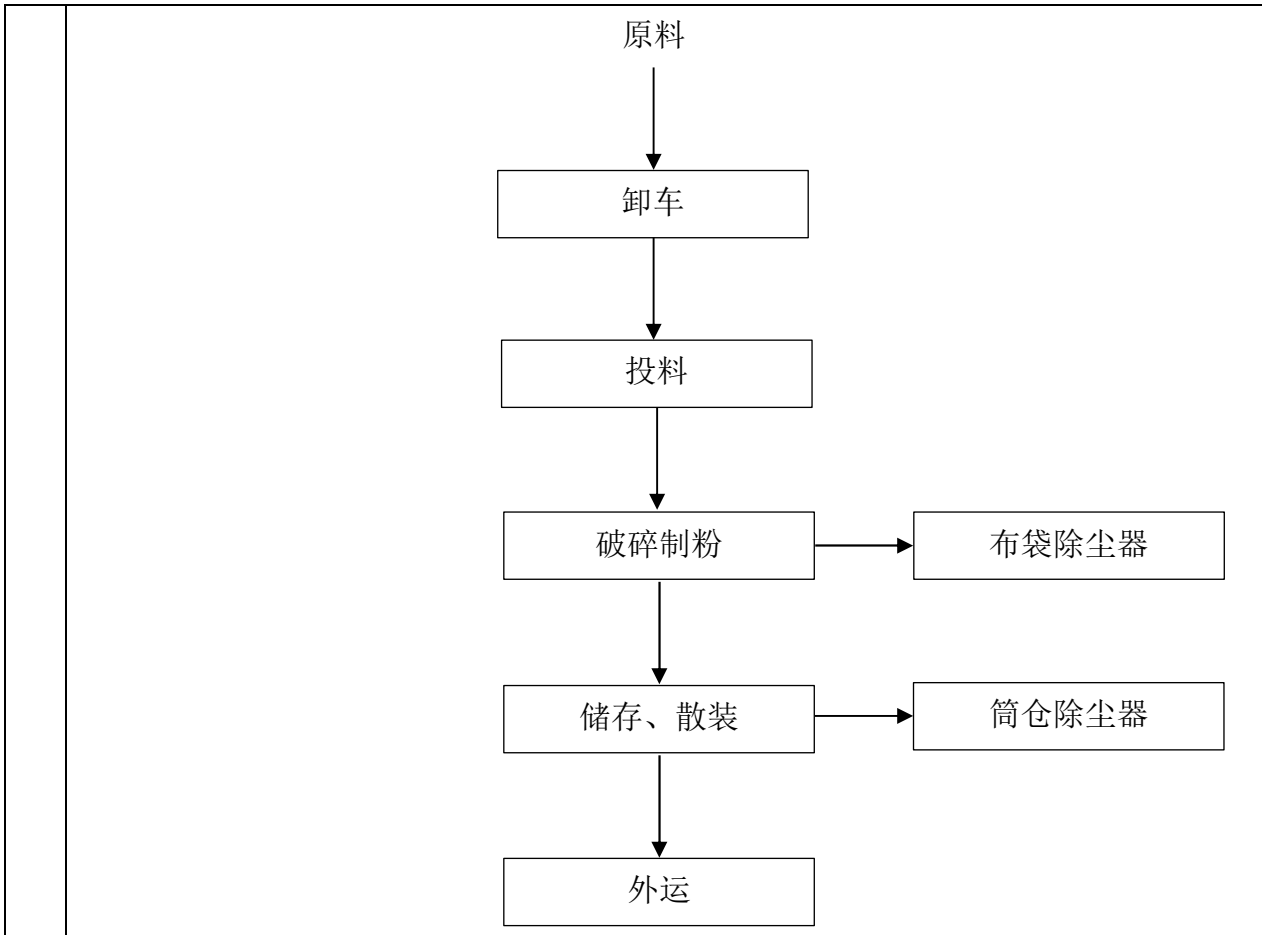 原料
卸车
投料
破碎制粉
布袋除尘器
储存、散装
筒仓除尘器
外运